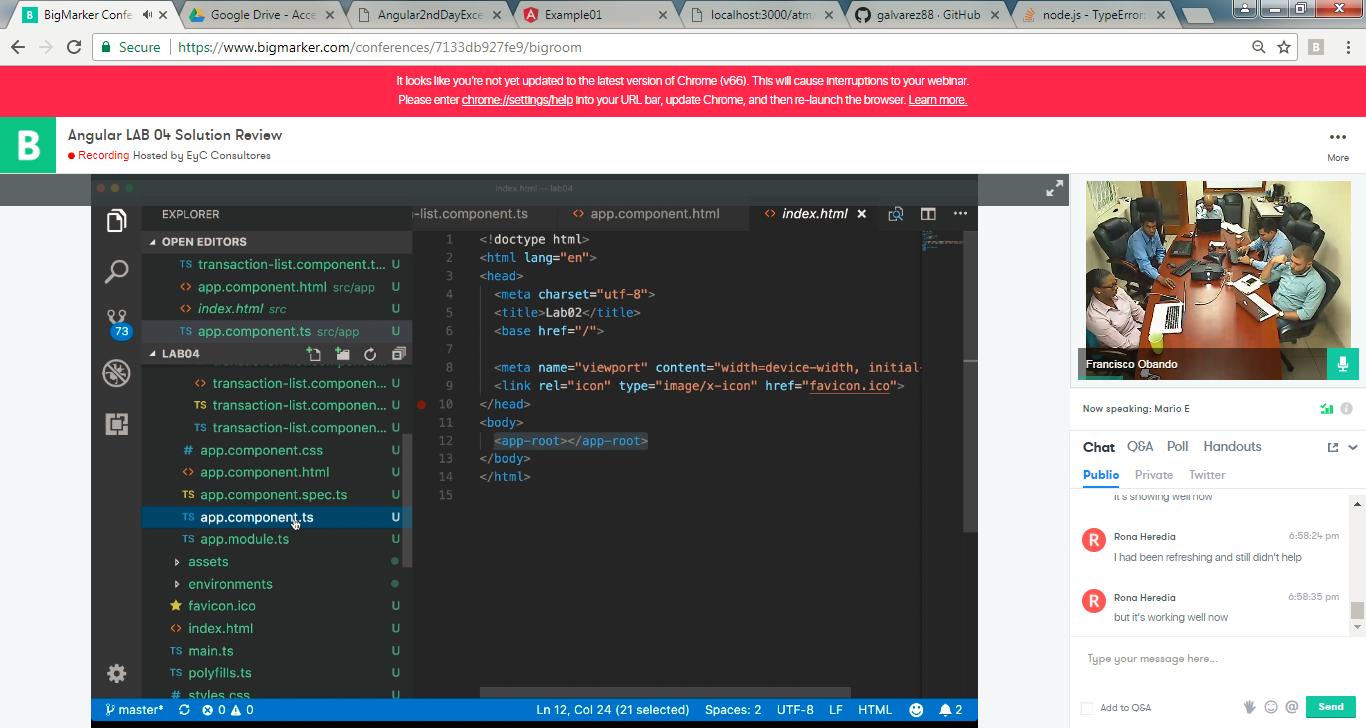 BigMarker Confe
Google Drive - Acce
Angular2ndDayExce
Example01
localhost:3000/atm/
galvarez88 · GitHub
node.js - TypeError:
Secure
https://www.bigmarker.com/conferences/7133db927fe9/bigroom
It looks like you're not yet updated to the latest version of Chrome (v66). This will cause interruptions to your webinar.
Please enter chrome://settings/help into your URL bar, update Chrome, and then re-launch the browser. Learn more.
B
Angular LAB 04 Solution Review
Recording Hosted by EyC Consultores
More
index.html — lab04
EXPLORER
-list.component.ts
app.component.html
index.html
OPEN EDITORS
TS transaction-list.component.t... U
app.component.html src/app U
index.html src U
TS app.component.ts src/app U
73
LAB04
<> transaction-list.componen... U
TS transaction-list.componen... U
TS transaction-list.componen... U
# app.component.css U
<> app.component.html U
TS app.component.spec.ts U
TS app.component.ts U
TS app.module.ts U
assets
environments
favicon.ico U
<> index.html U
TS main.ts U
TS polyfills.ts U
# styles.css U
1 <!doctype html>
2 <html lang="en">
3 <head>
4 <meta charset="utf-8">
5 <title>Lab02</title>
6 <base href="/">
7
8 <meta name="viewport" content="width=device-width, initial-
9 <link rel="icon" type="image/x-icon" href="favicon.ico">
10 </head>
11 <body>
12 <app-root></app-root>
13 </body>
14 </html>
15
master* 0 0
Ln 12, Col 24 (21 selected) Spaces: 2 UTF-8 LF HTML 2
Francisco Obando
Now speaking: Mario E
Chat Q&A Poll Handouts
Public Private Twitter
it's showing well now
R
Rona Heredia 6:58:24 pm
I had been refreshing and still didn't help
R
Rona Heredia 6:58:35 pm
but it's working well now
Type your message here...
Add to Q&A
Send